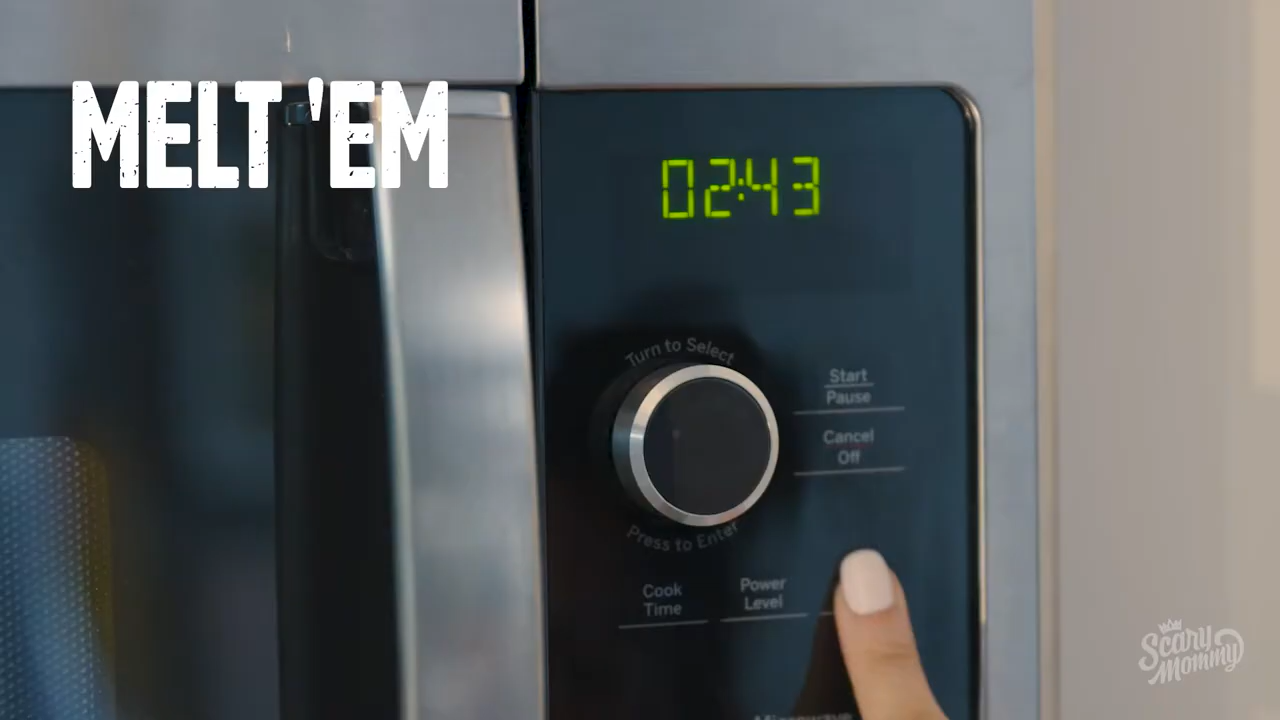 MELT 'EM
02:43
Turn to Select
Start
Pause
Cancel
Off
Press to Enter
Cook
Time
Power
Level
Microwave
Scary
Mommy